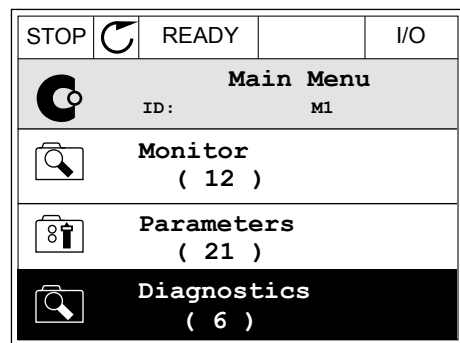 STOP READY I/O
Main Menu
ID: M1
Monitor
( 12 )
Parameters
( 21 )
Diagnostics
( 6 )